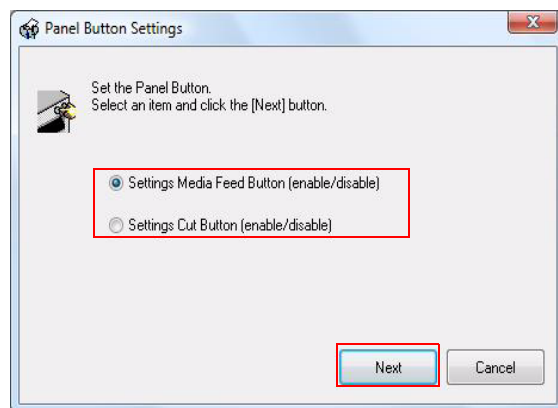 Panel Button Settings
Set the Panel Button.
Select an item and click the [Next] button.
Settings Media Feed Button (enable/disable)
Settings Cut Button (enable/disable)
Next
Cancel